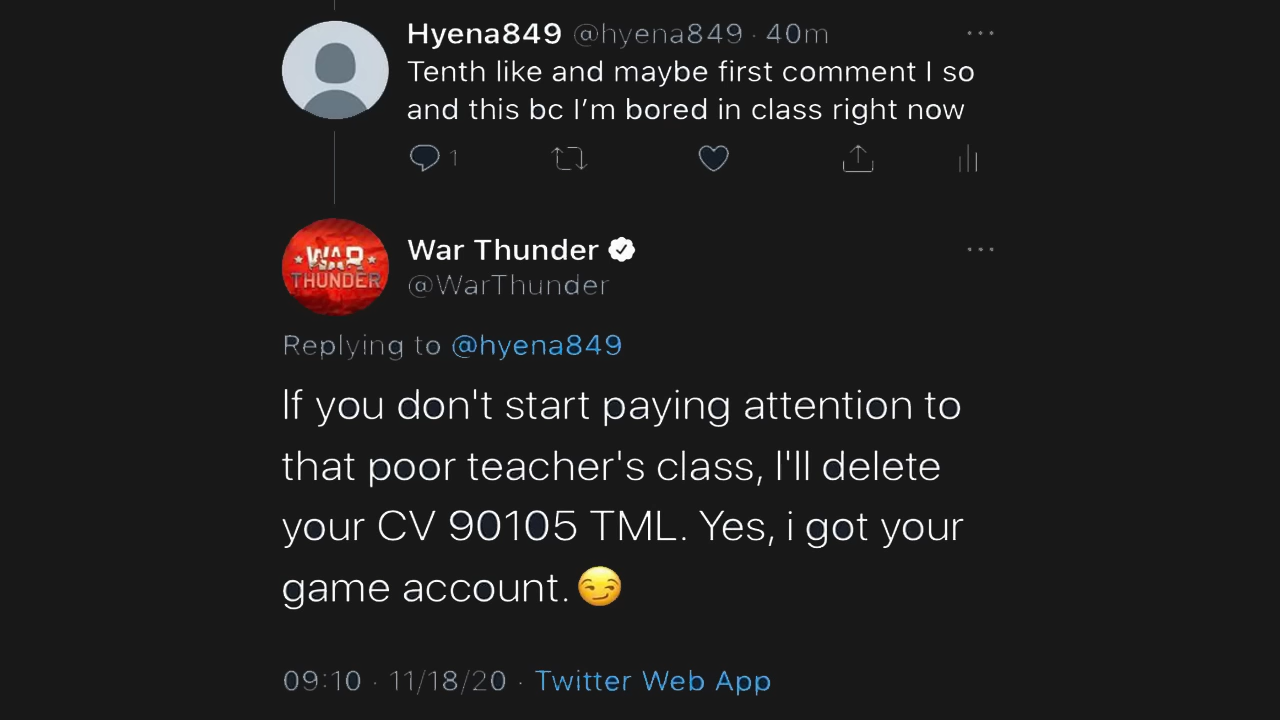 Hyena849 @hyena849 · 40m
Tenth like and maybe first comment I so
and this bc I’m bored in class right now
1
WAR
THUNDER
War Thunder
@WarThunder
Replying to @hyena849
If you don't start paying attention to
that poor teacher's class, I'll delete
your CV 90105 TML. Yes, i got your
game account.😏
09:10 · 11/18/20 · Twitter Web App